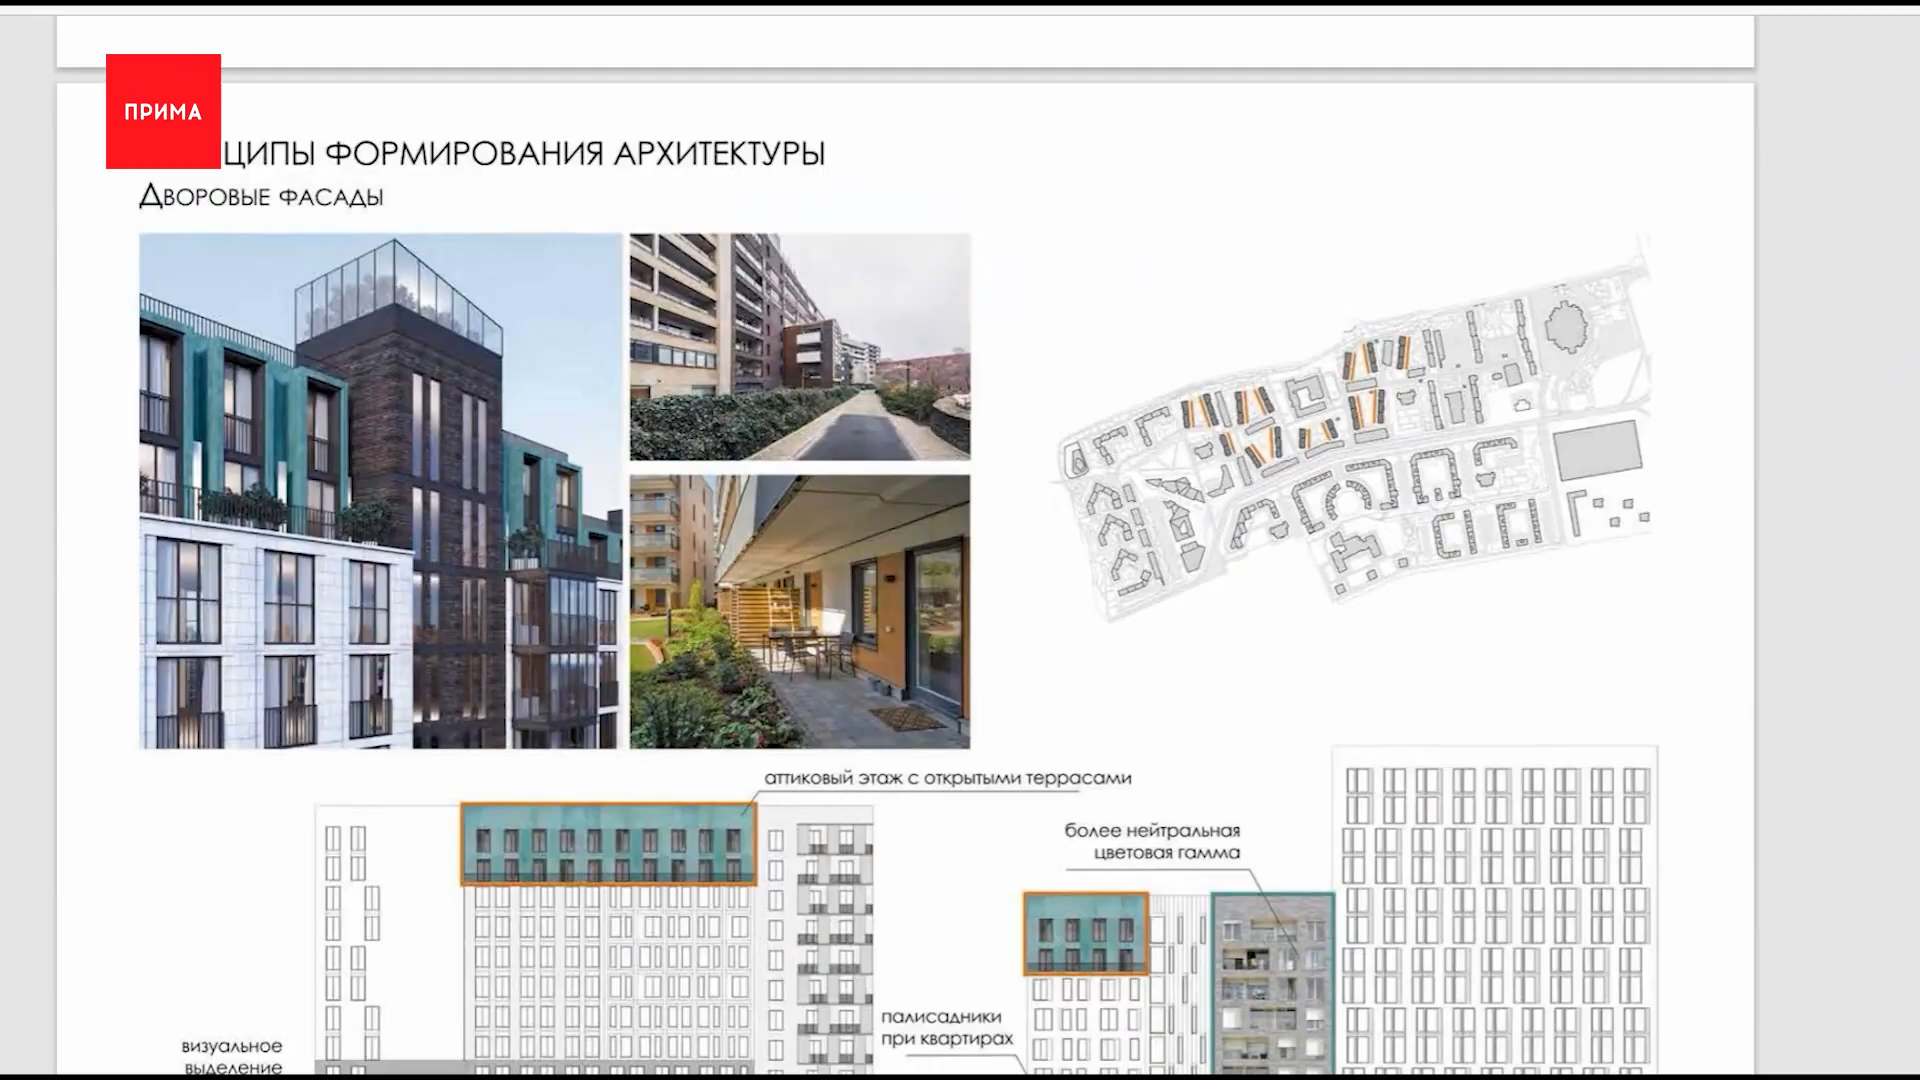 ПРИМА
ЦИПЫ ФОРМИРОВАНИЯ АРХИТЕКТУРЫ
Дворовые фасады
аттиковый этаж с открытыми террасами
более нейтральная
цветовая гамма
палисадники
при квартирах
визуальное
выделение